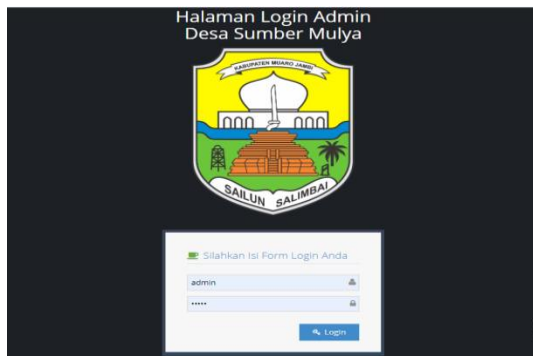 Halaman Login Admin
Desa Sumber Mulya
KABUPATEN MUARO JAMBI
SAILUN SALIMBAI
Silahkan Isi Form Login Anda
admin
•••••
Login